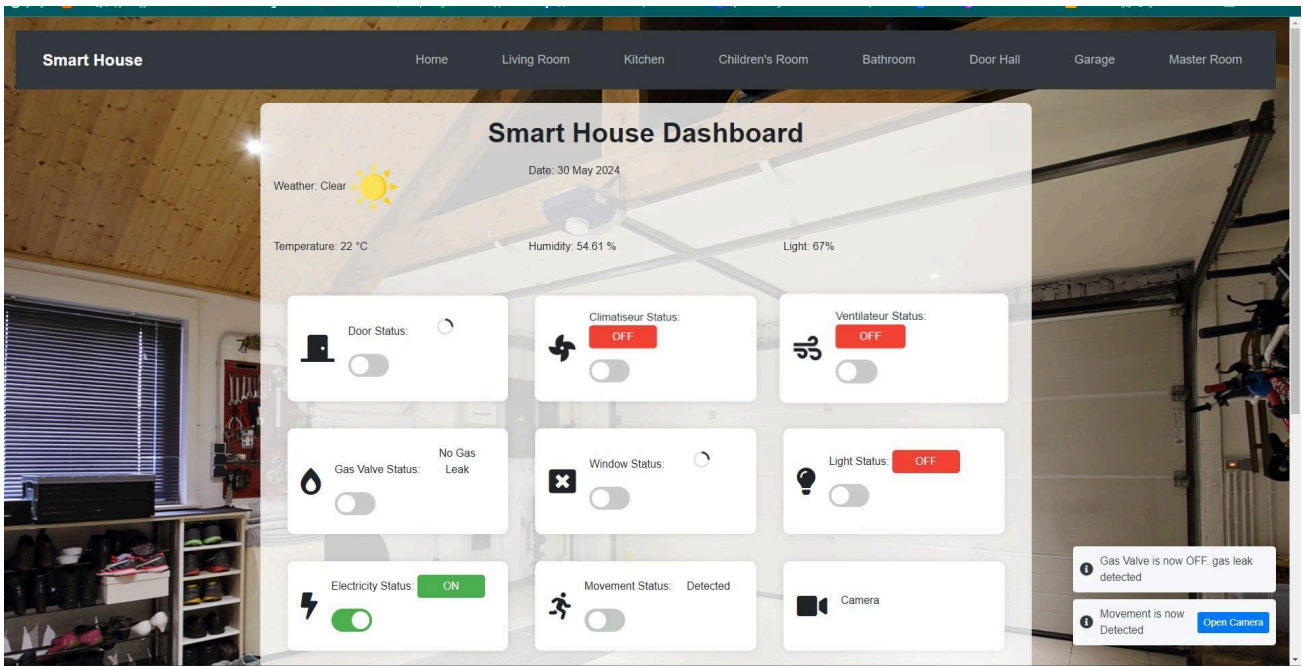 Smart House
Home Living Room Kitchen Children's Room Bathroom Door Hall Garage Master Room
Smart House Dashboard
Weather: Clear
Date: 30 May 2024
Temperature: 22 °C
Humidity: 54.61 %
Light: 67%
Door Status:
Climatiseur Status:
OFF
Ventilateur Status:
OFF
Gas Valve Status:
No Gas
Leak
Window Status:
Light Status: OFF
Electricity Status: ON
Movement Status: Detected
Camera
Gas Valve is now OFF. gas leak
detected
Movement is now
Detected
Open Camera